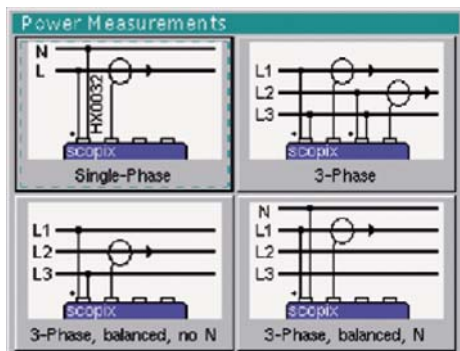 Power Measurements
N
L
HX0032
scopix
Single-Phase
L1
L2
L3
scopix
3-Phase
L1
L2
L3
scopix
3-Phase, balanced, no N
N
L1
L2
L3
scopix
3-Phase, balanced, N